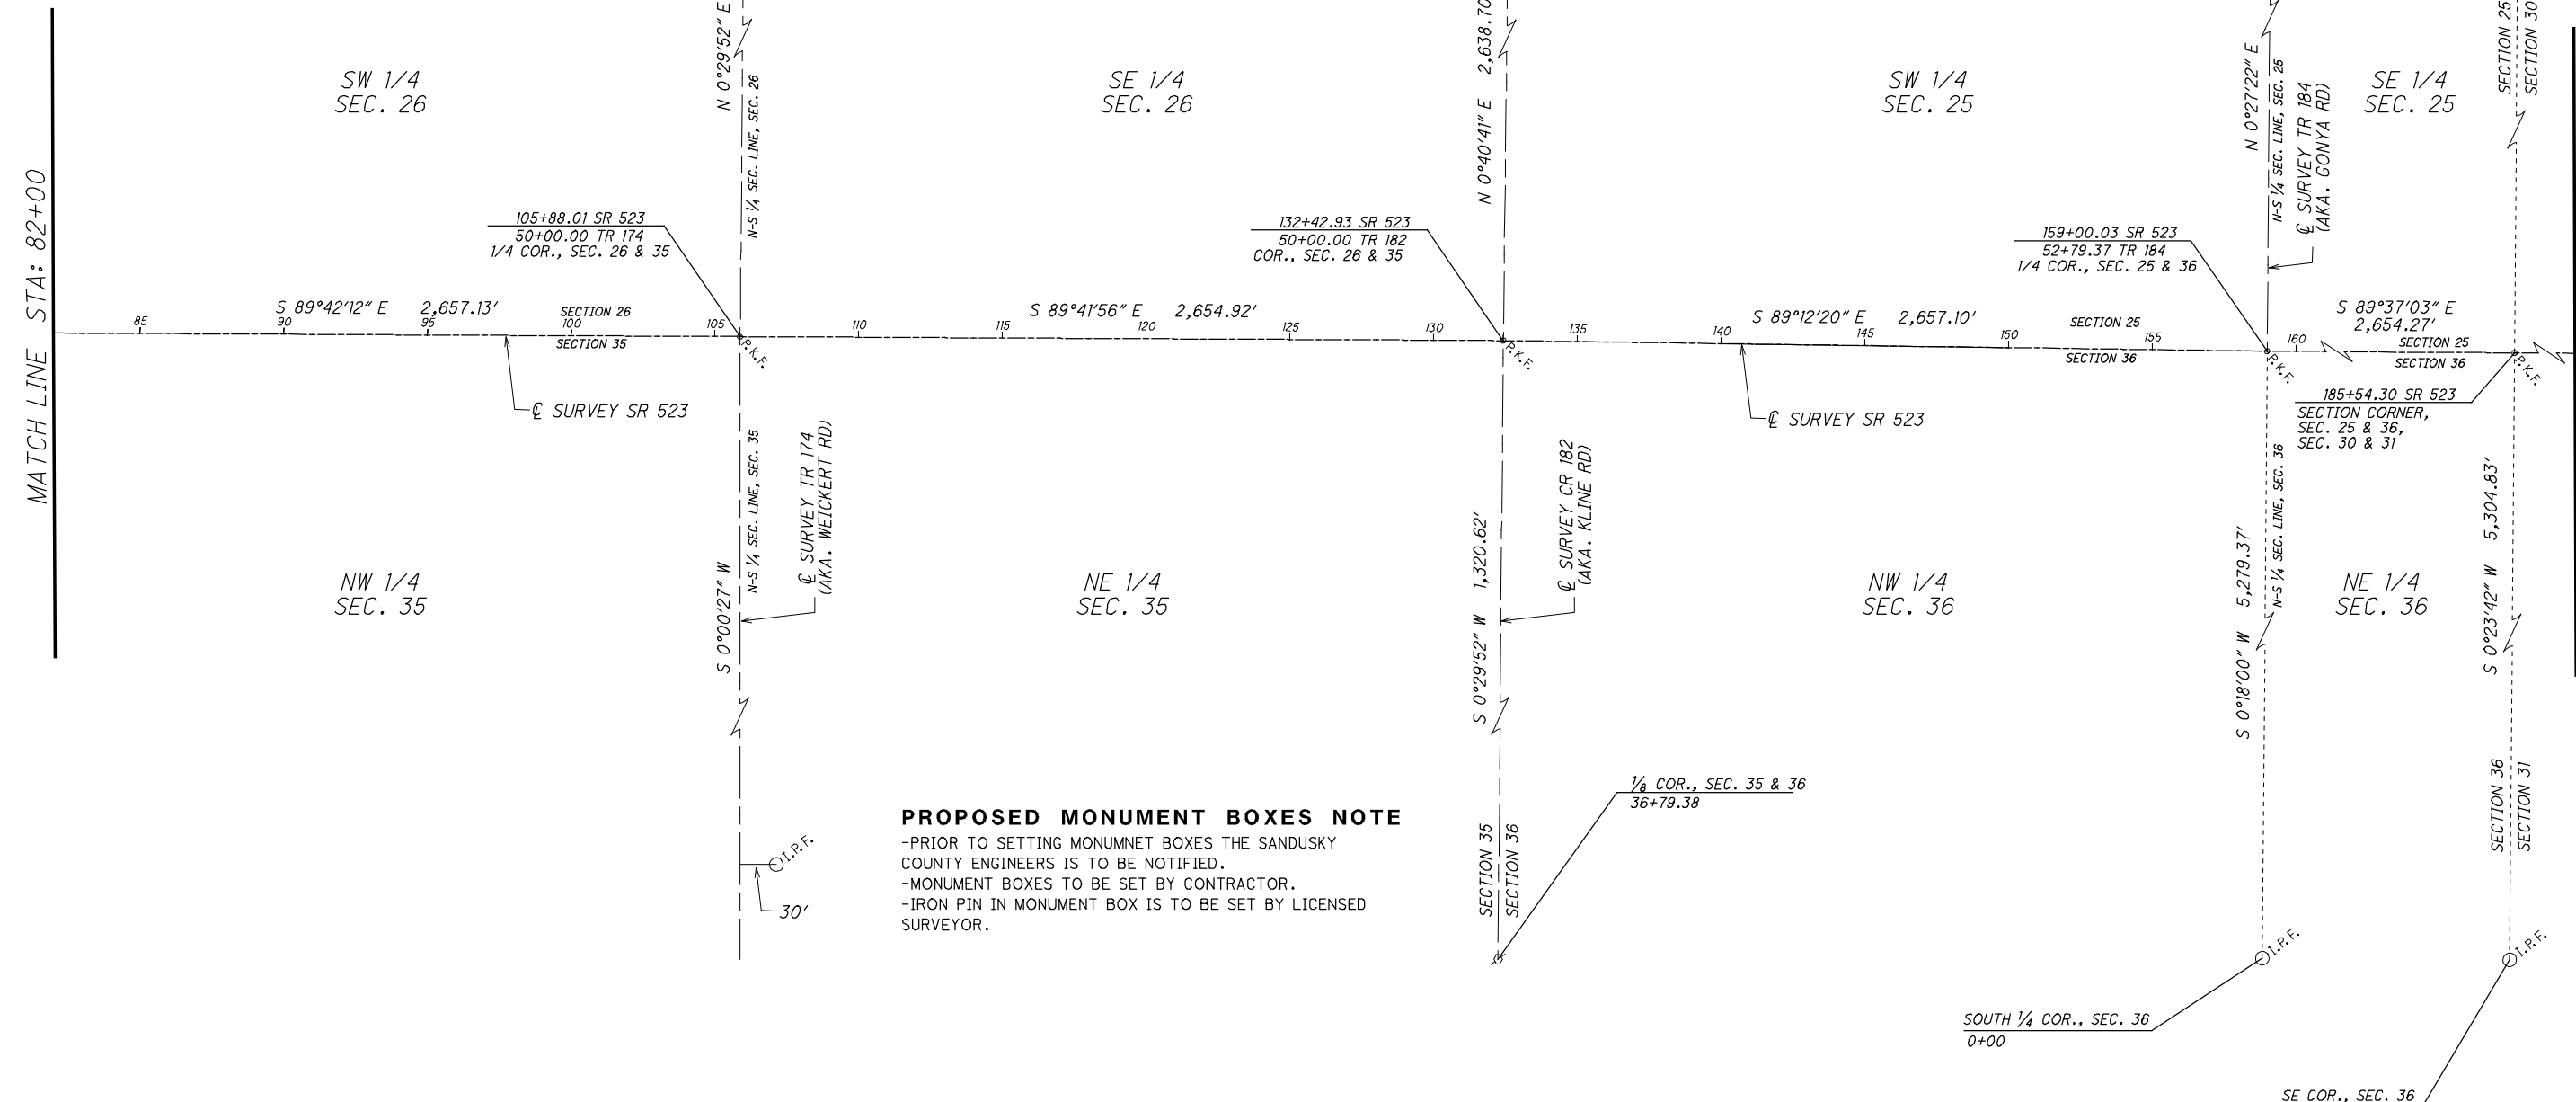 N 0°29'52" E
2,638.70
N 0°40'41" E
N 0°27'22" E
SECTION 25
SECTION 30
SW 1/4
SEC. 26
SE 1/4
SEC. 26
SW 1/4
SEC. 25
SE 1/4
SEC. 25
N-S 1/4 SEC. LINE, SEC. 26
N-S 1/4 SEC. LINE, SEC. 25
℄ SURVEY TR 184
(AKA. GONYA RD)
MATCH LINE STA: 82+00
105+88.01 SR 523
50+00.00 TR 174
1/4 COR., SEC. 26 & 35
132+42.93 SR 523
50+00.00 TR 182
COR., SEC. 26 & 35
159+00.03 SR 523
52+79.37 TR 184
1/4 COR., SEC. 25 & 36
S 89°42'12" E 2,657.13'
SECTION 26
S 89°41'56" E 2,654.92'
S 89°12'20" E 2,657.10'
SECTION 25
S 89°37'03" E
2,654.27'
85 90 95 100 105 110 115 120 125 130 135 140 145 150 155 160
SECTION 35
SECTION 36
SECTION 25
SECTION 36
P.K.F.
P.K.F.
P.K.F.
P.K.F.
℄ SURVEY SR 523
℄ SURVEY SR 523
185+54.30 SR 523
SECTION CORNER,
SEC. 25 & 36,
SEC. 30 & 31
N-S 1/4 SEC. LINE, SEC. 35
℄ SURVEY TR 174
(AKA. WEICKERT RD)
S 0°00'27" W
℄ SURVEY CR 182
(AKA. KLINE RD)
S 0°29'52" W 1,320.62'
N-S 1/4 SEC. LINE, SEC. 36
S 0°18'00" W 5,279.37'
S 0°23'42" W 5,304.83'
NW 1/4
SEC. 35
NE 1/4
SEC. 35
NW 1/4
SEC. 36
NE 1/4
SEC. 36
1/8 COR., SEC. 35 & 36
36+79.38
SECTION 35
SECTION 36
SECTION 36
SECTION 31
I.P.F.
30'
PROPOSED MONUMENT BOXES NOTE
-PRIOR TO SETTING MONUMNET BOXES THE SANDUSKY
COUNTY ENGINEERS IS TO BE NOTIFIED.
-MONUMENT BOXES TO BE SET BY CONTRACTOR.
-IRON PIN IN MONUMENT BOX IS TO BE SET BY LICENSED
SURVEYOR.
I.P.F.
I.P.F.
SOUTH 1/4 COR., SEC. 36
0+00
SE COR., SEC. 36